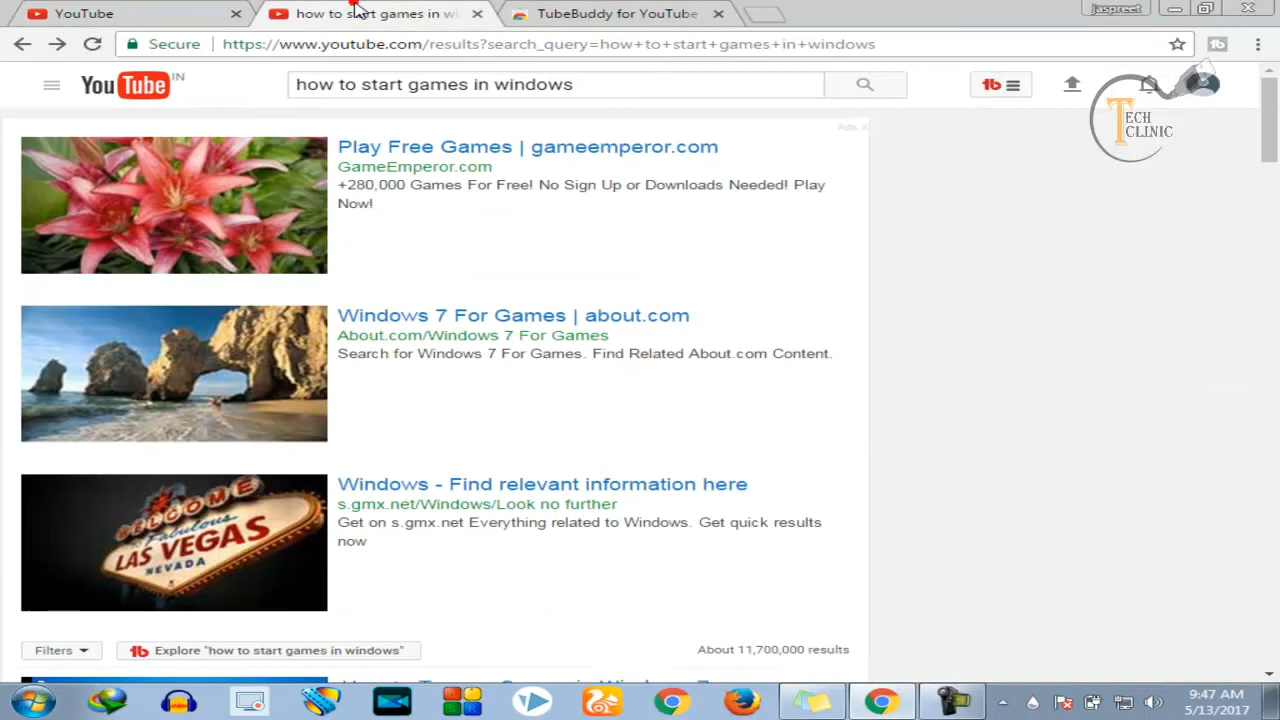 YouTube
how to start games in wi
TubeBuddy for YouTube
jaspreet
Secure
https://www.youtube.com/results?search_query=how+to+start+games+in+windows
YouTube IN
how to start games in windows
tb
TECH
CLINIC
Play Free Games | gameemperor.com
GameEmperor.com
+280,000 Games For Free! No Sign Up or Downloads Needed! Play
Now!
Windows 7 For Games | about.com
About.com/Windows 7 For Games
Search for Windows 7 For Games. Find Related About.com Content.
WELCOME
To Fabulous
LAS VEGAS
NEVADA
Windows - Find relevant information here
s.gmx.net/Windows/Look no further
Get on s.gmx.net Everything related to Windows. Get quick results
now
Filters
tb Explore "how to start games in windows"
About 11,700,000 results
9:47 AM
5/13/2017